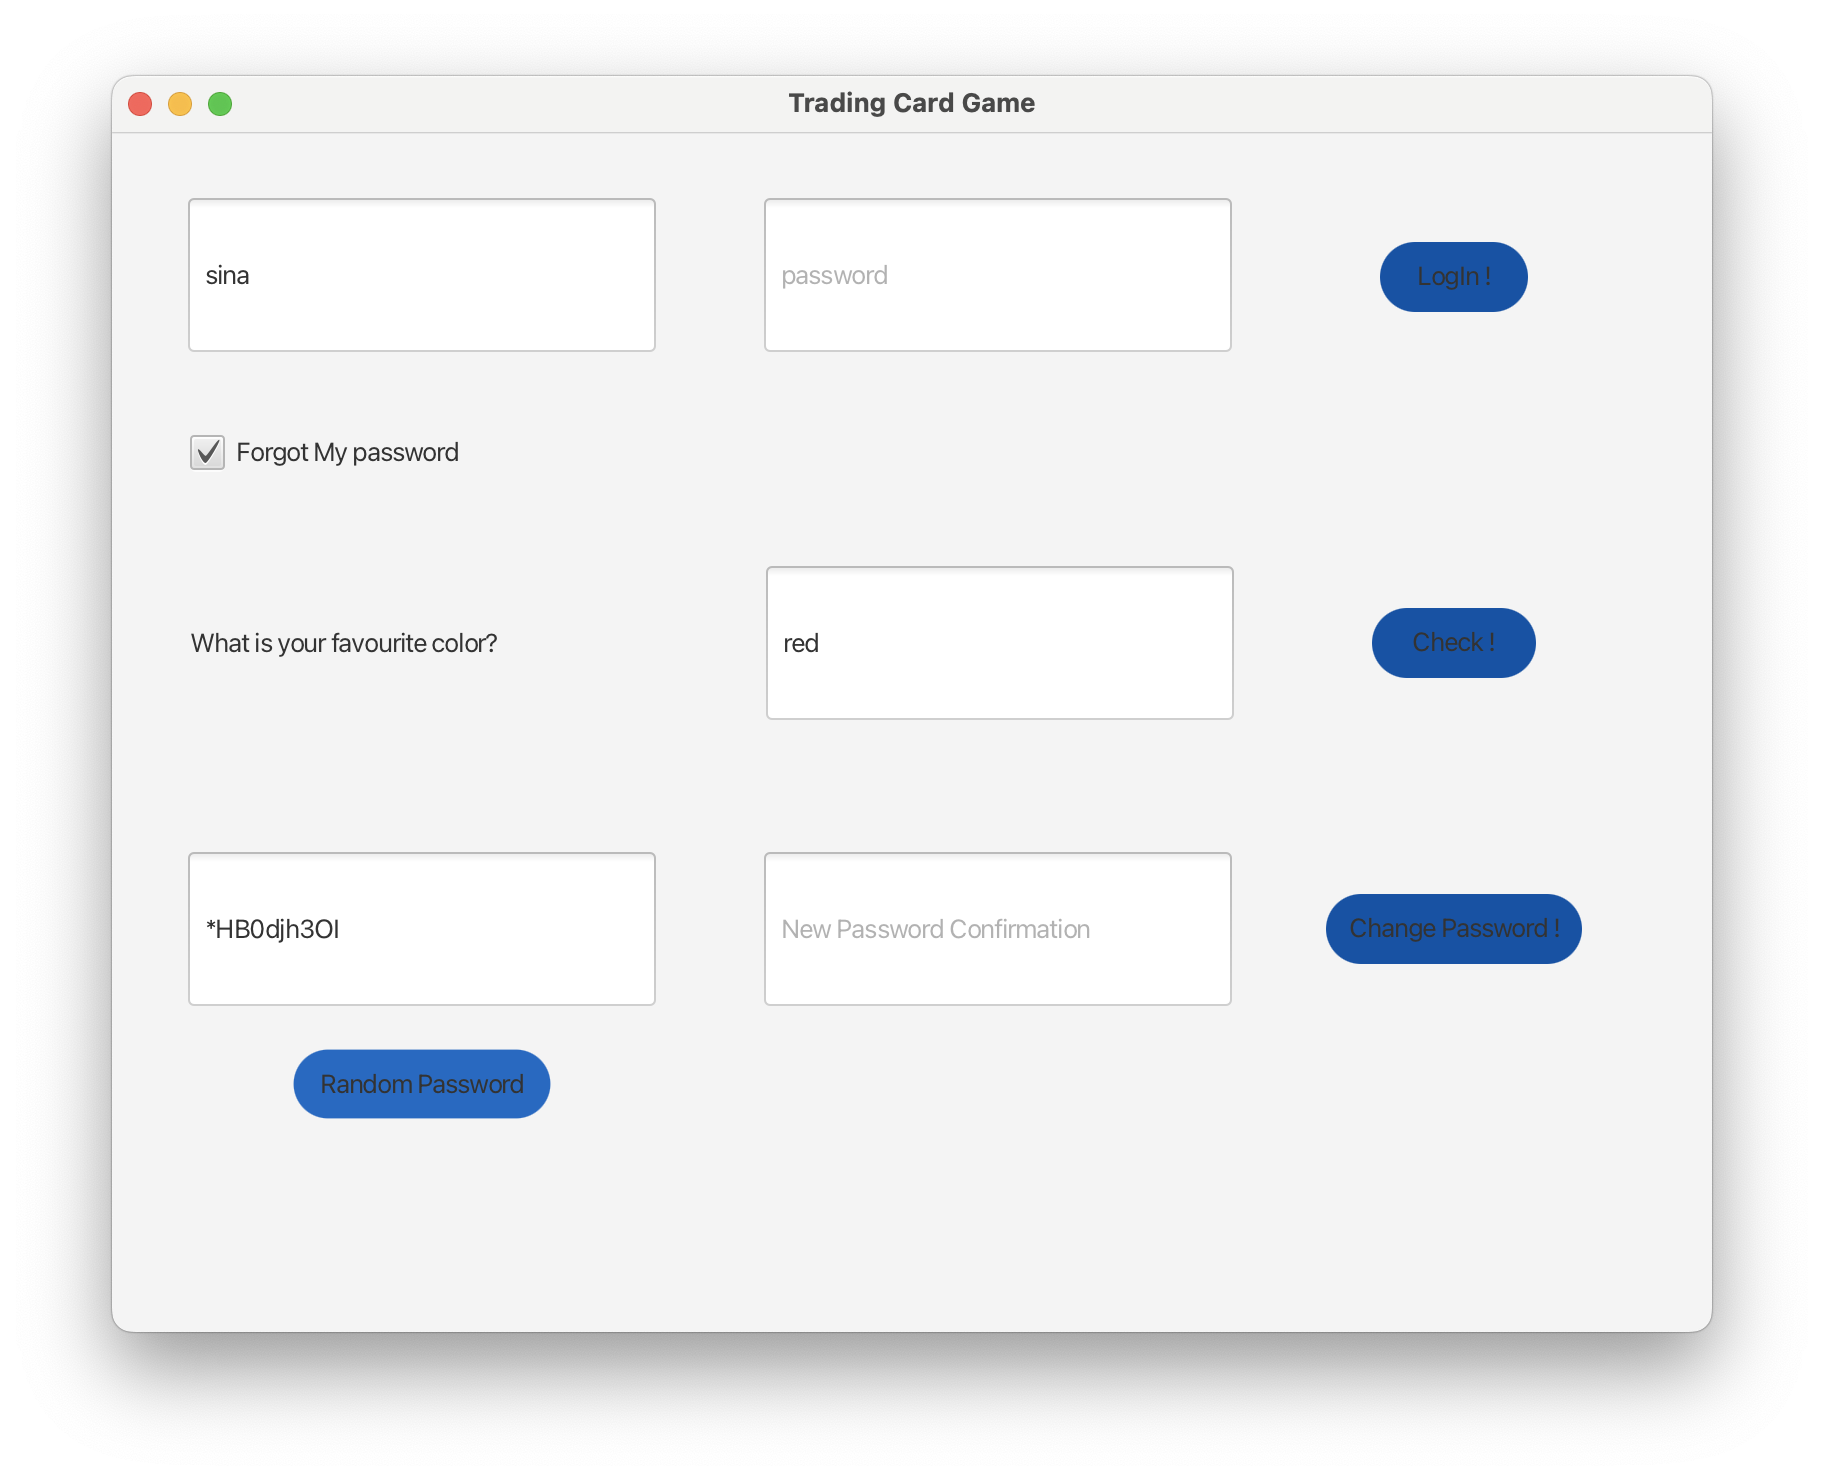 Trading Card Game
sina
password
LogIn !
Forgot My password
What is your favourite color?
red
Check !
*HB0djh3OI
New Password Confirmation
Change Password !
Random Password